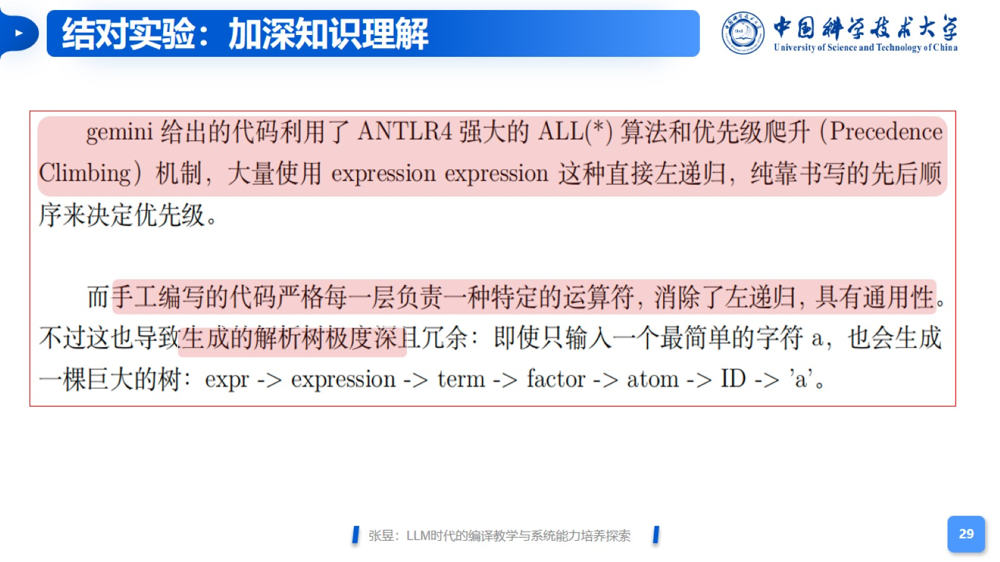 结对实验：加深知识理解
中国科学技术大学
University of Science and Technology of China
gemini 给出的代码利用了 ANTLR4 强大的 ALL(*) 算法和优先级爬升（Precedence
Climbing）机制，大量使用 expression expression 这种直接左递归，纯靠书写的先后顺
序来决定优先级。
而手工编写的代码严格每一层负责一种特定的运算符，消除了左递归，具有通用性。
不过这也导致生成的解析树极度深且冗余：即使只输入一个最简单的字符 a，也会生成
一棵巨大的树：expr -> expression -> term -> factor -> atom -> ID -> ’a’。
张昱：LLM时代的编译教学与系统能力培养探索
29